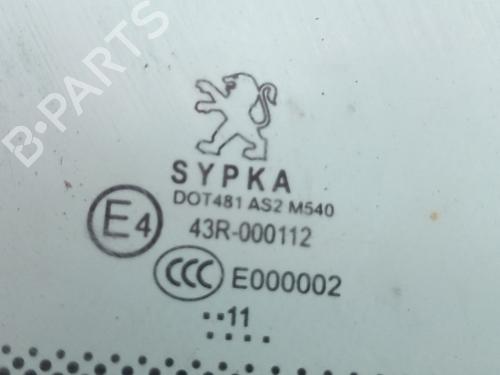 B-PARTS
SYPKA
DOT481 AS2 M540
E4 43R-000112
CCC E000002
..11
....